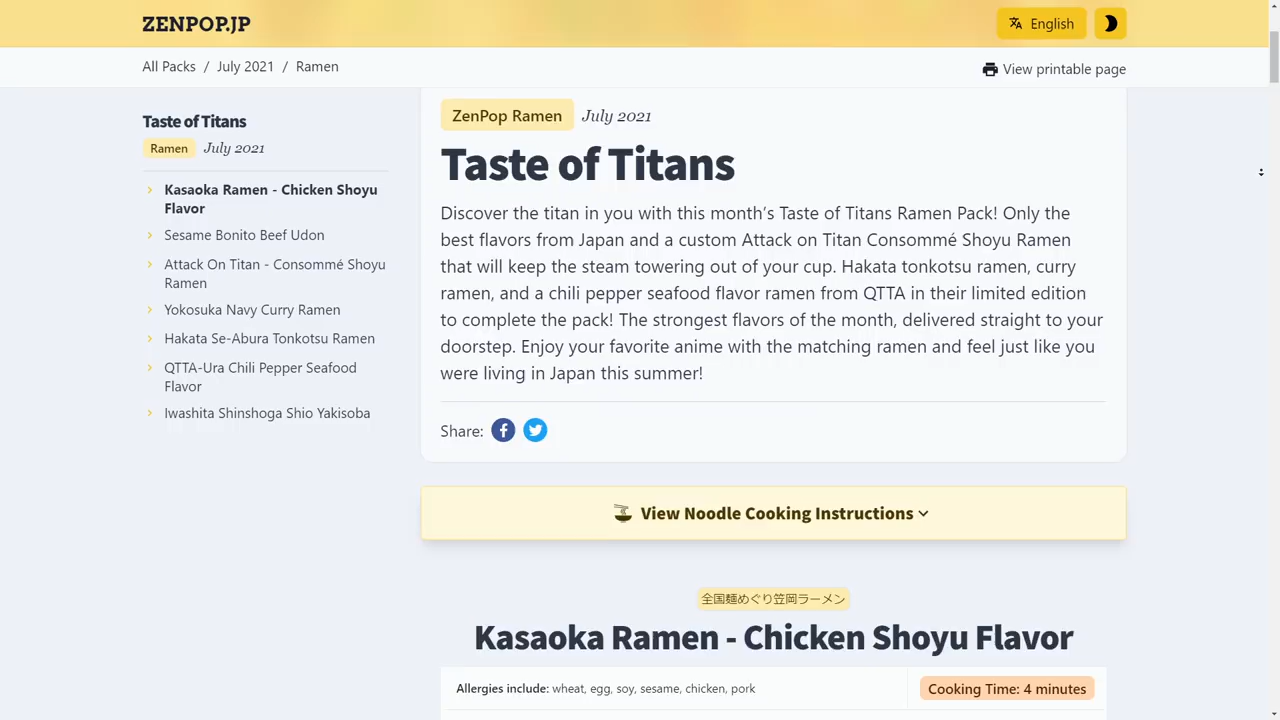 ZENPOP.JP
English
All Packs / July 2021 / Ramen
View printable page
Taste of Titans
Ramen July 2021
Kasaoka Ramen - Chicken Shoyu
Flavor
Sesame Bonito Beef Udon
Attack On Titan - Consommé Shoyu
Ramen
Yokosuka Navy Curry Ramen
Hakata Se-Abura Tonkotsu Ramen
QTTA-Ura Chili Pepper Seafood
Flavor
Iwashita Shinshoga Shio Yakisoba
ZenPop Ramen July 2021
Taste of Titans
Discover the titan in you with this month’s Taste of Titans Ramen Pack! Only the
best flavors from Japan and a custom Attack on Titan Consommé Shoyu Ramen
that will keep the steam towering out of your cup. Hakata tonkotsu ramen, curry
ramen, and a chili pepper seafood flavor ramen from QTTA in their limited edition
to complete the pack! The strongest flavors of the month, delivered straight to your
doorstep. Enjoy your favorite anime with the matching ramen and feel just like you
were living in Japan this summer!
Share:
View Noodle Cooking Instructions
全国麺めぐり笠岡ラーメン
Kasaoka Ramen - Chicken Shoyu Flavor
Allergies include: wheat, egg, soy, sesame, chicken, pork
Cooking Time: 4 minutes